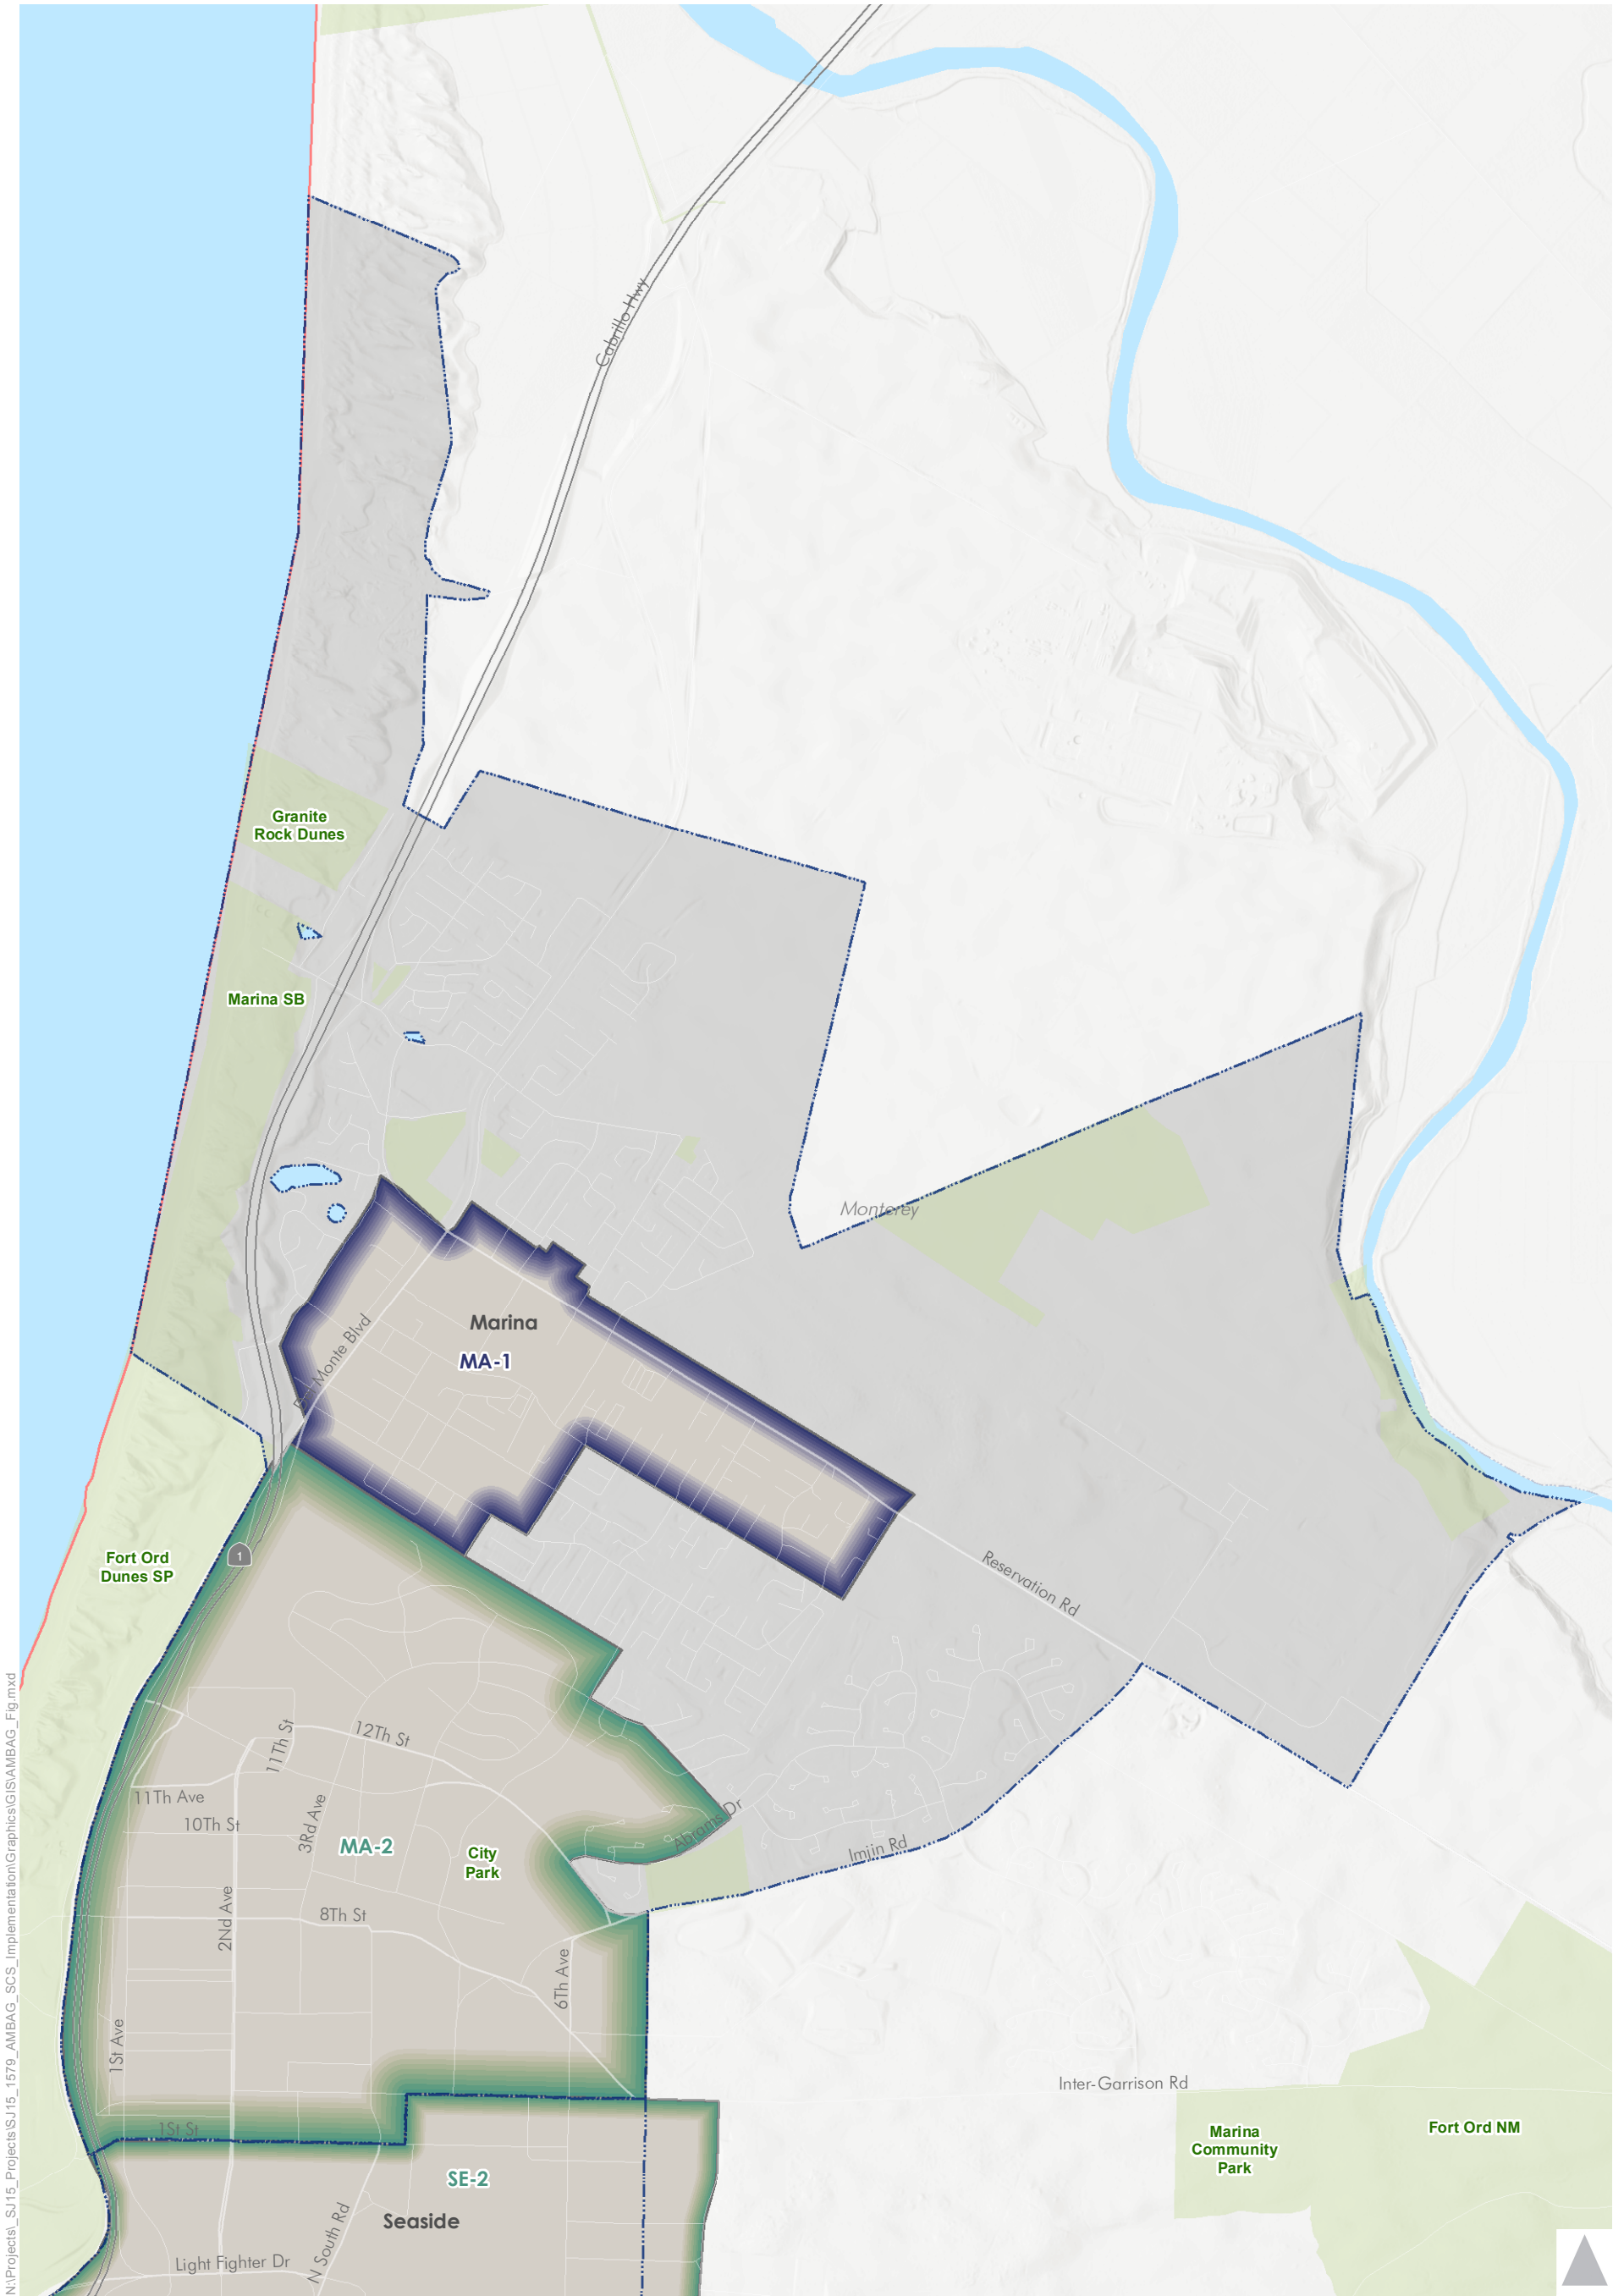 Cabrillo Hwy
Granite
Rock Dunes
Marina SB
Monterey
Marina
MA-1
Monte Blvd
Reservation Rd
Fort Ord
Dunes SP
1
12Th St
11Th St
11Th Ave
10Th St
3Rd Ave
MA-2
City
Park
Abrams Dr
Imjin Rd
2Nd Ave
8Th St
6Th Ave
1St Ave
Inter-Garrison Rd
1St St
Marina
Community
Park
Fort Ord NM
SE-2
Seaside
N South Rd
Light Fighter Dr
N:\Projects\_SJ15_Projects\SJ15_1579_AMBAG_SCS_Implementation\Graphics\GIS\AMBAG_Fig.mxd